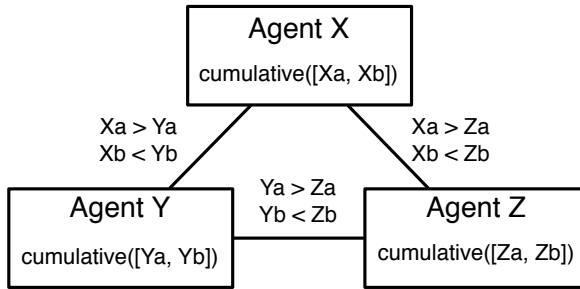 Agent X
cumulative([Xa, Xb])
Xa > Ya
Xb < Yb
Xa > Za
Xb < Zb
Ya > Za
Yb < Zb
Agent Y
cumulative([Ya, Yb])
Agent Z
cumulative([Za, Zb])